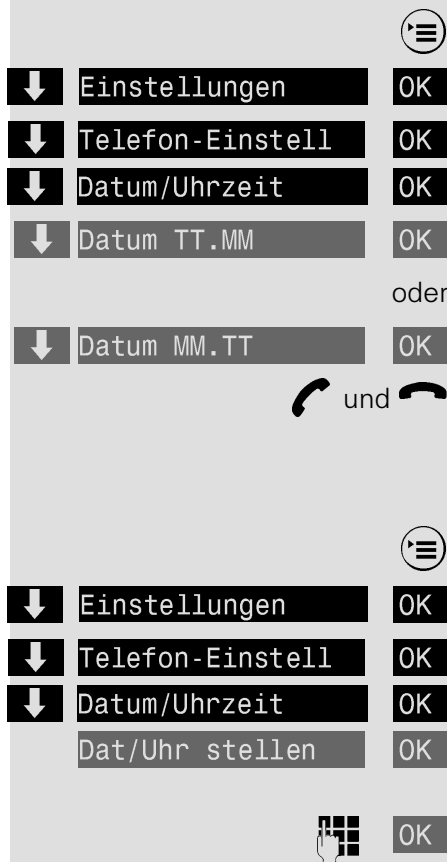 Einstellungen OK
Telefon-Einstell OK
Datum/Uhrzeit OK
Datum TT.MM OK
oder
Datum MM.TT OK
und
Einstellungen OK
Telefon-Einstell OK
Datum/Uhrzeit OK
Dat/Uhr stellen OK
OK